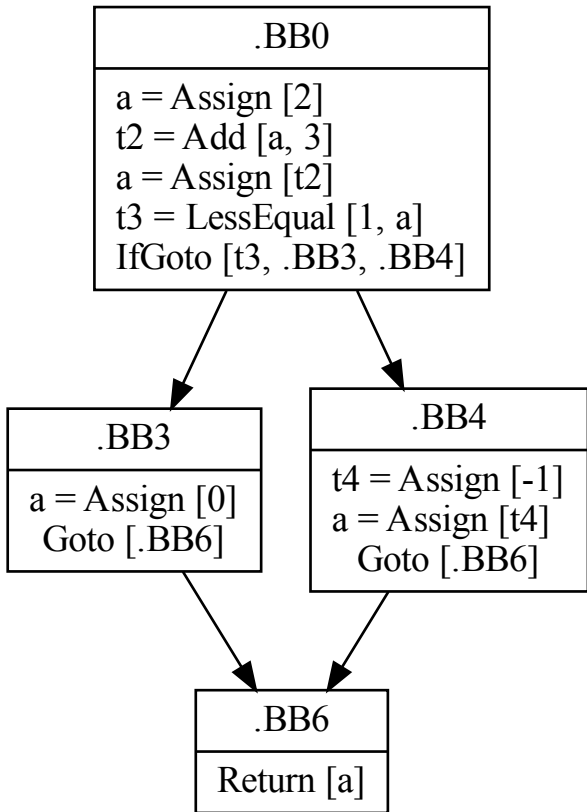 .BB0
a = Assign [2]
t2 = Add [a, 3]
a = Assign [t2]
t3 = LessEqual [1, a]
IfGoto [t3, .BB3, .BB4]
.BB3
a = Assign [0]
Goto [.BB6]
.BB4
t4 = Assign [-1]
a = Assign [t4]
Goto [.BB6]
.BB6
Return [a]